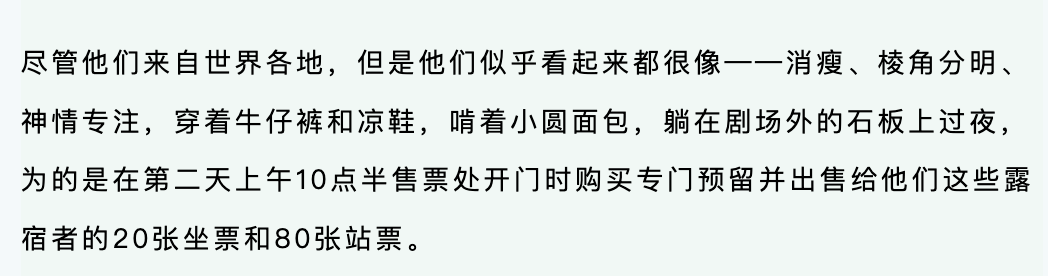 尽管他们来自世界各地，但是他们似乎看起来都很像——消瘦、棱角分明、
神情专注，穿着牛仔裤和凉鞋，啃着小圆面包，躺在剧场外的石板上过夜，
为的是在第二天上午10点半售票处开门时购买专门预留并出售给他们这些露
宿者的20张坐票和80张站票。